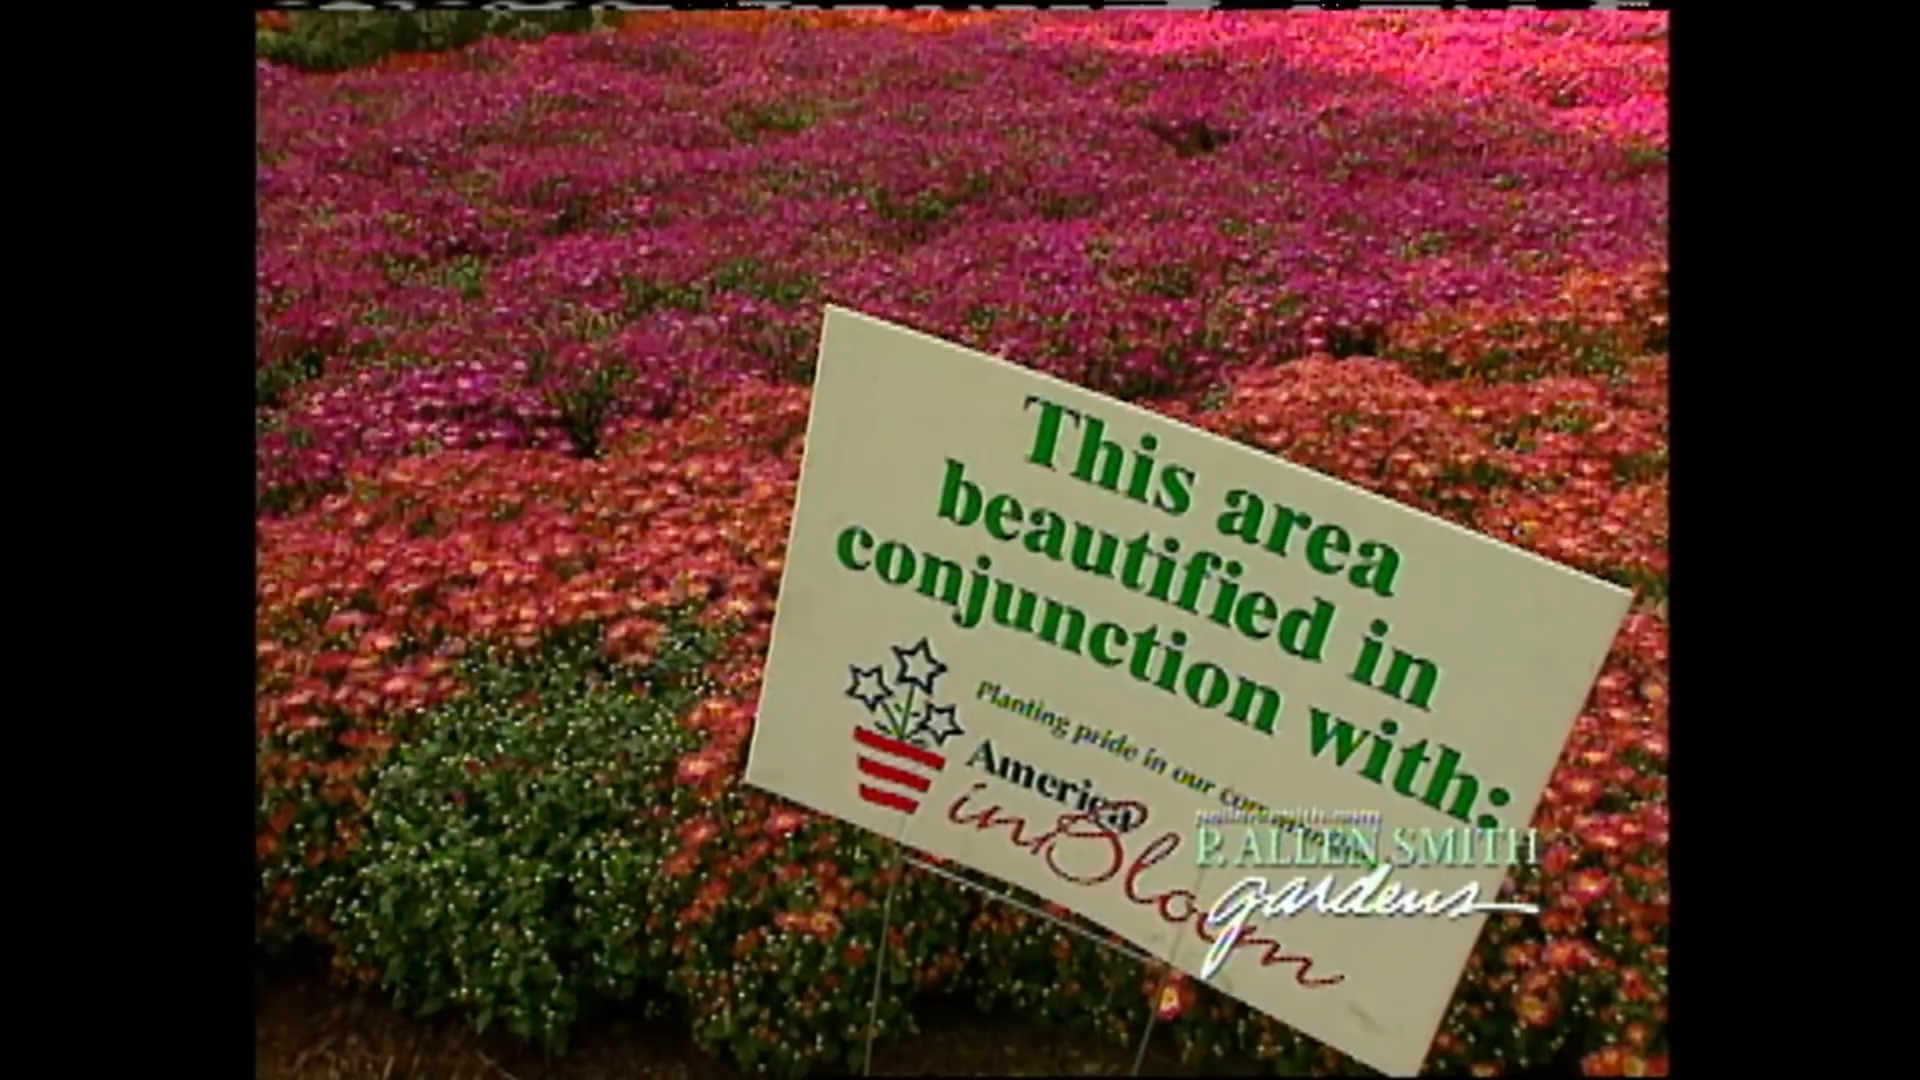 This area
beautified in
conjunction with:
Planting pride in our
America
in Bloom
P. ALLEN SMITH
gardens